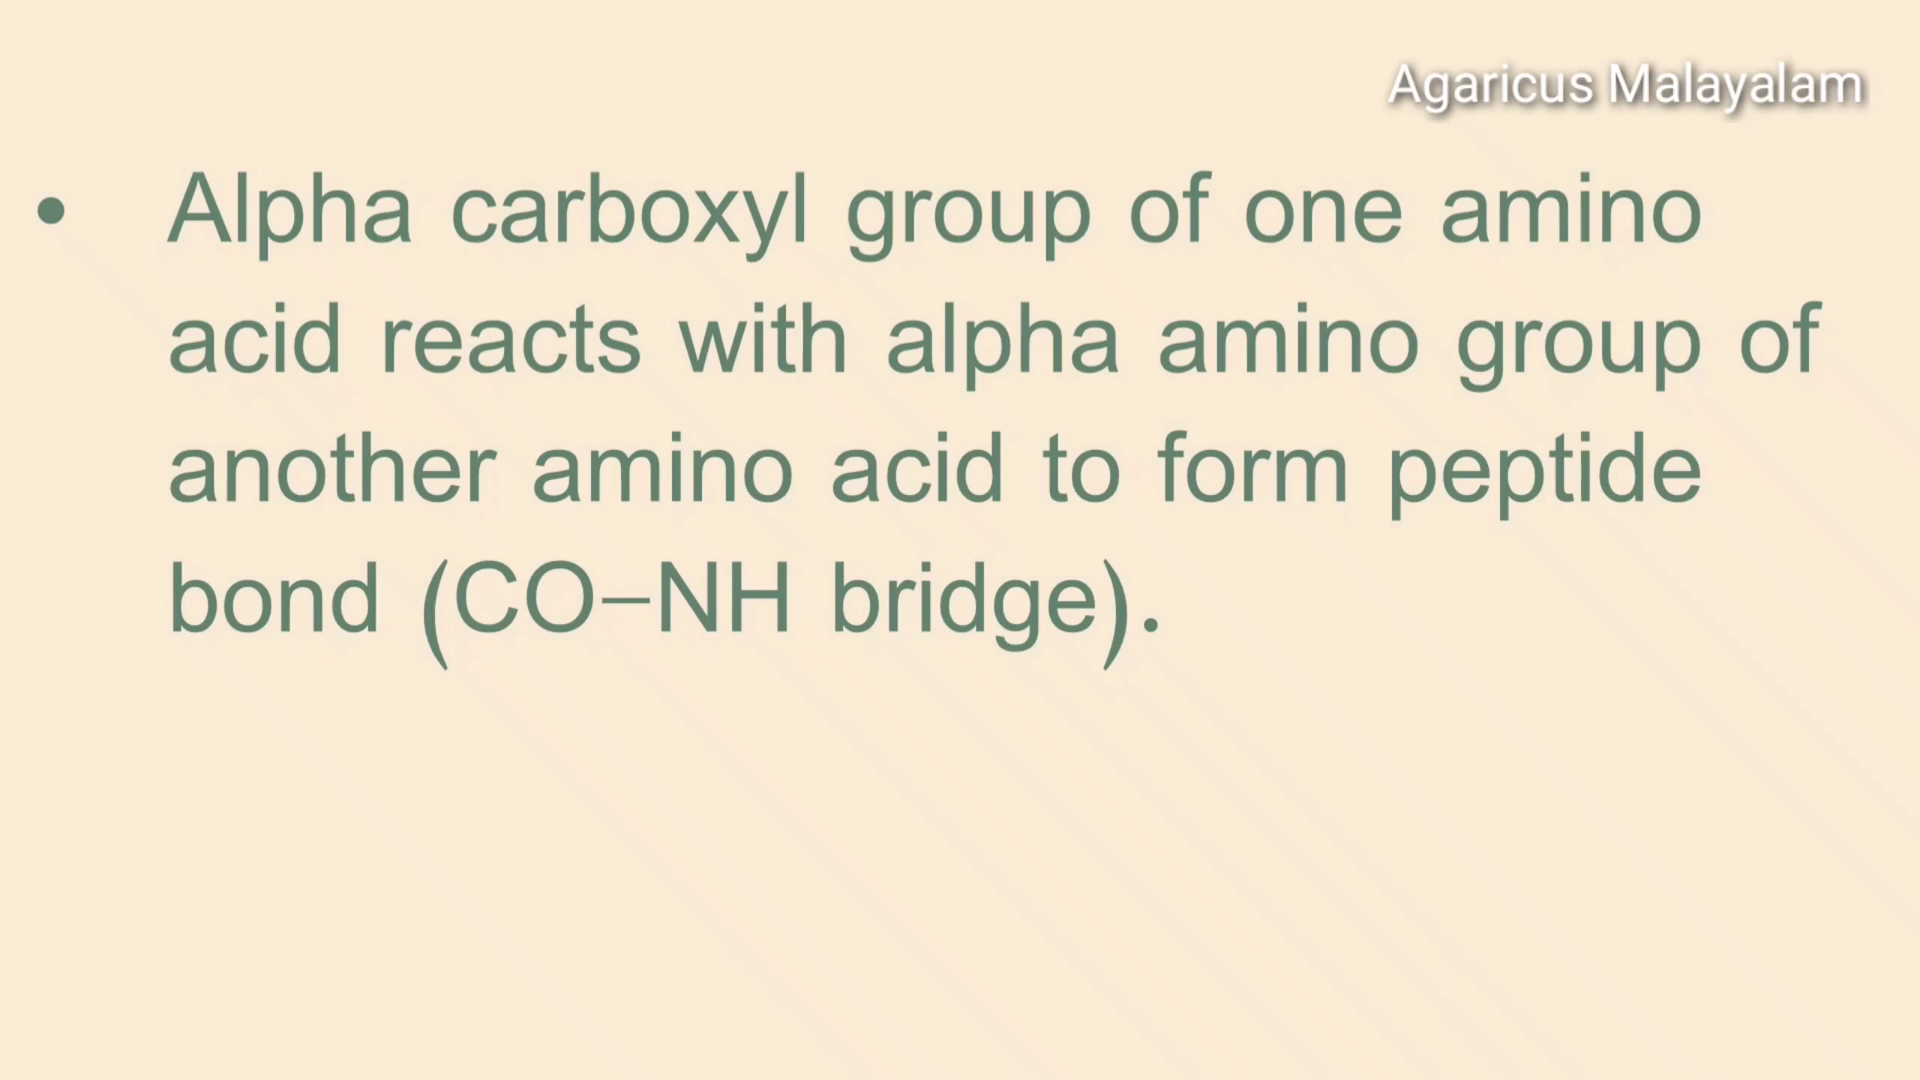 Agaricus Malayalam
• Alpha carboxyl group of one amino
acid reacts with alpha amino group of
another amino acid to form peptide
bond (CO–NH bridge).